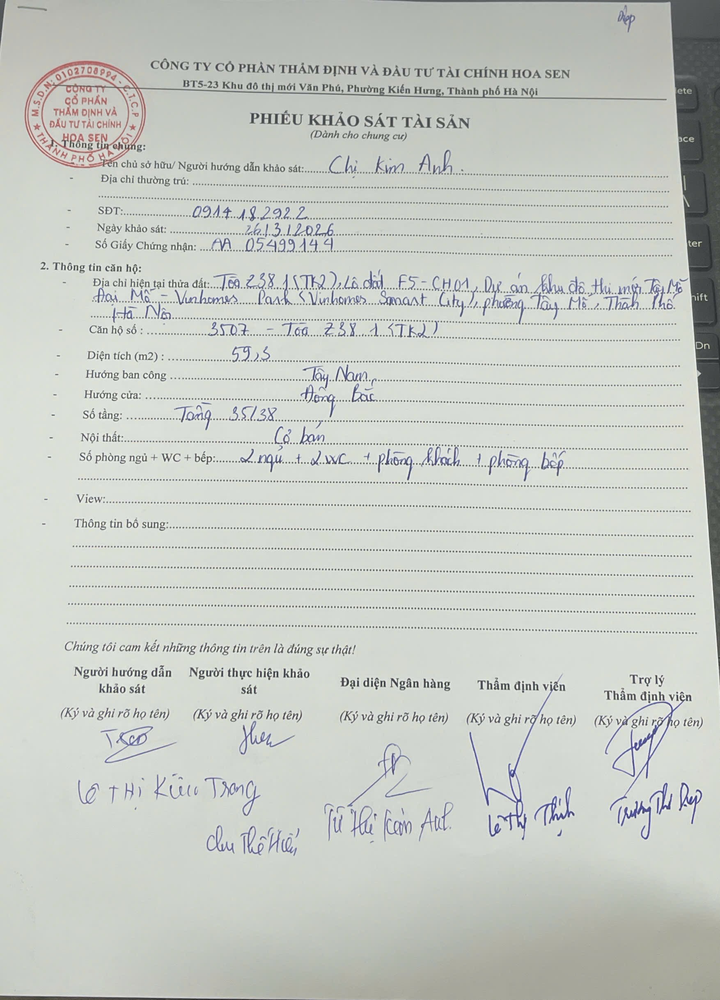 Diệp
CÔNG TY CỔ PHẦN THẨM ĐỊNH VÀ ĐẦU TƯ TÀI CHÍNH HOA SEN
BT5-23 Khu đô thị mới Văn Phú, Phường Kiến Hưng, Thành phố Hà Nội
M.S.D.N: 0102708994 - C.T.C.P
CÔNG TY
CỔ PHẦN
THẨM ĐỊNH VÀ
ĐẦU TƯ TÀI CHÍNH
HOA SEN
THÀNH PHỐ HÀ NỘI
PHIẾU KHẢO SÁT TÀI SẢN
(Dành cho chung cư)
1. Thông tin chung:
Tên chủ sở hữu/ Người hướng dẫn khảo sát: Chị Kim Anh.
- Địa chỉ thường trú:
- SĐT: 0914 182922
- Ngày khảo sát: 26/3/2026
- Số Giấy Chứng nhận: AA 05499144
2. Thông tin căn hộ:
- Địa chỉ hiện tại thửa đất: Tòa Z38.1 (TK2), Lô đất F5-CH01, Dự án khu đô thị mới Tây Mỗ
Đại Mỗ - Vinhomes Park (Vinhomes Smart City), phường Tây Mỗ, Thành Phố
Hà Nội
- Căn hộ số : 3507 - Tòa Z38.1 (TK2)
- Diện tích (m2) : 59,3
- Hướng ban công Tây Nam
- Hướng cửa: Đông Bắc
- Số tầng: Tầng 35/38
- Nội thất: Cơ bản
- Số phòng ngủ + WC + bếp: 2 ngủ + 2 WC + phòng khách + phòng bếp
- View:
- Thông tin bổ sung:
Chúng tôi cam kết những thông tin trên là đúng sự thật!
Người hướng dẫn khảo sát
Người thực hiện khảo sát
Đại diện Ngân hàng
Thẩm định viên
Trợ lý Thẩm định viên
(Ký và ghi rõ họ tên) (Ký và ghi rõ họ tên) (Ký và ghi rõ họ tên) (Ký và ghi rõ họ tên) (Ký và ghi rõ họ tên)
Lê Thị Kiều Trang
Chu Thế Hiếu
Từ Thị Kim Anh.
Lê Thị Thịnh
Trương Thị Diệp
ete
ace
ter
hift
Dn